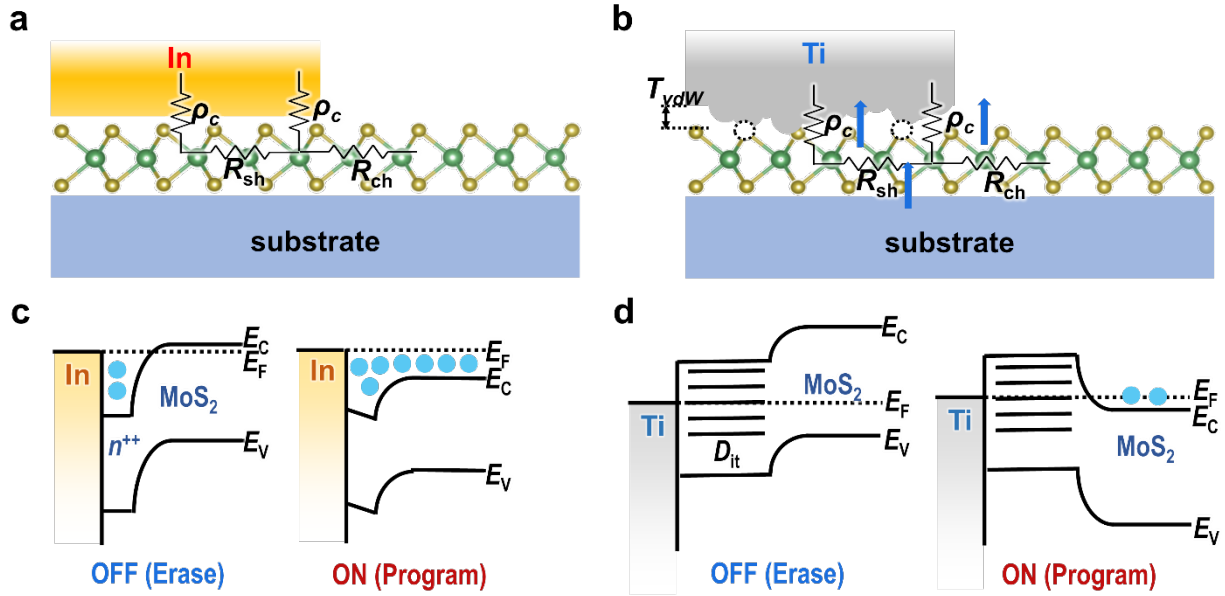 a
In
ρc
ρc
Rsh
Rch
substrate
b
Ti
TvdW
ρc
ρc
Rsh
Rch
substrate
c
In
MoS2
n++
EC
EF
EV
OFF (Erase)
In
EF
EC
EV
ON (Program)
d
Ti
Dit
MoS2
EC
EF
EV
OFF (Erase)
Ti
EF
EC
MoS2
EV
ON (Program)